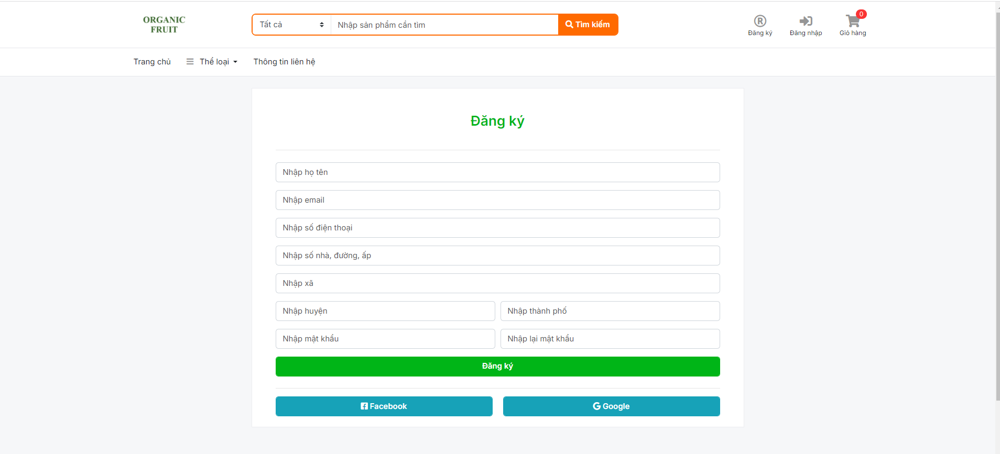 ORGANIC
FRUIT
Tất cả
Nhập sản phẩm cần tìm
Tìm kiếm
Đăng ký
Đăng nhập
0
Giỏ hàng
Trang chủ
Thể loại
Thông tin liên hệ
Đăng ký
Nhập họ tên
Nhập email
Nhập số điện thoại
Nhập số nhà, đường, ấp
Nhập xã
Nhập huyện
Nhập thành phố
Nhập mật khẩu
Nhập lại mật khẩu
Đăng ký
Facebook
Google